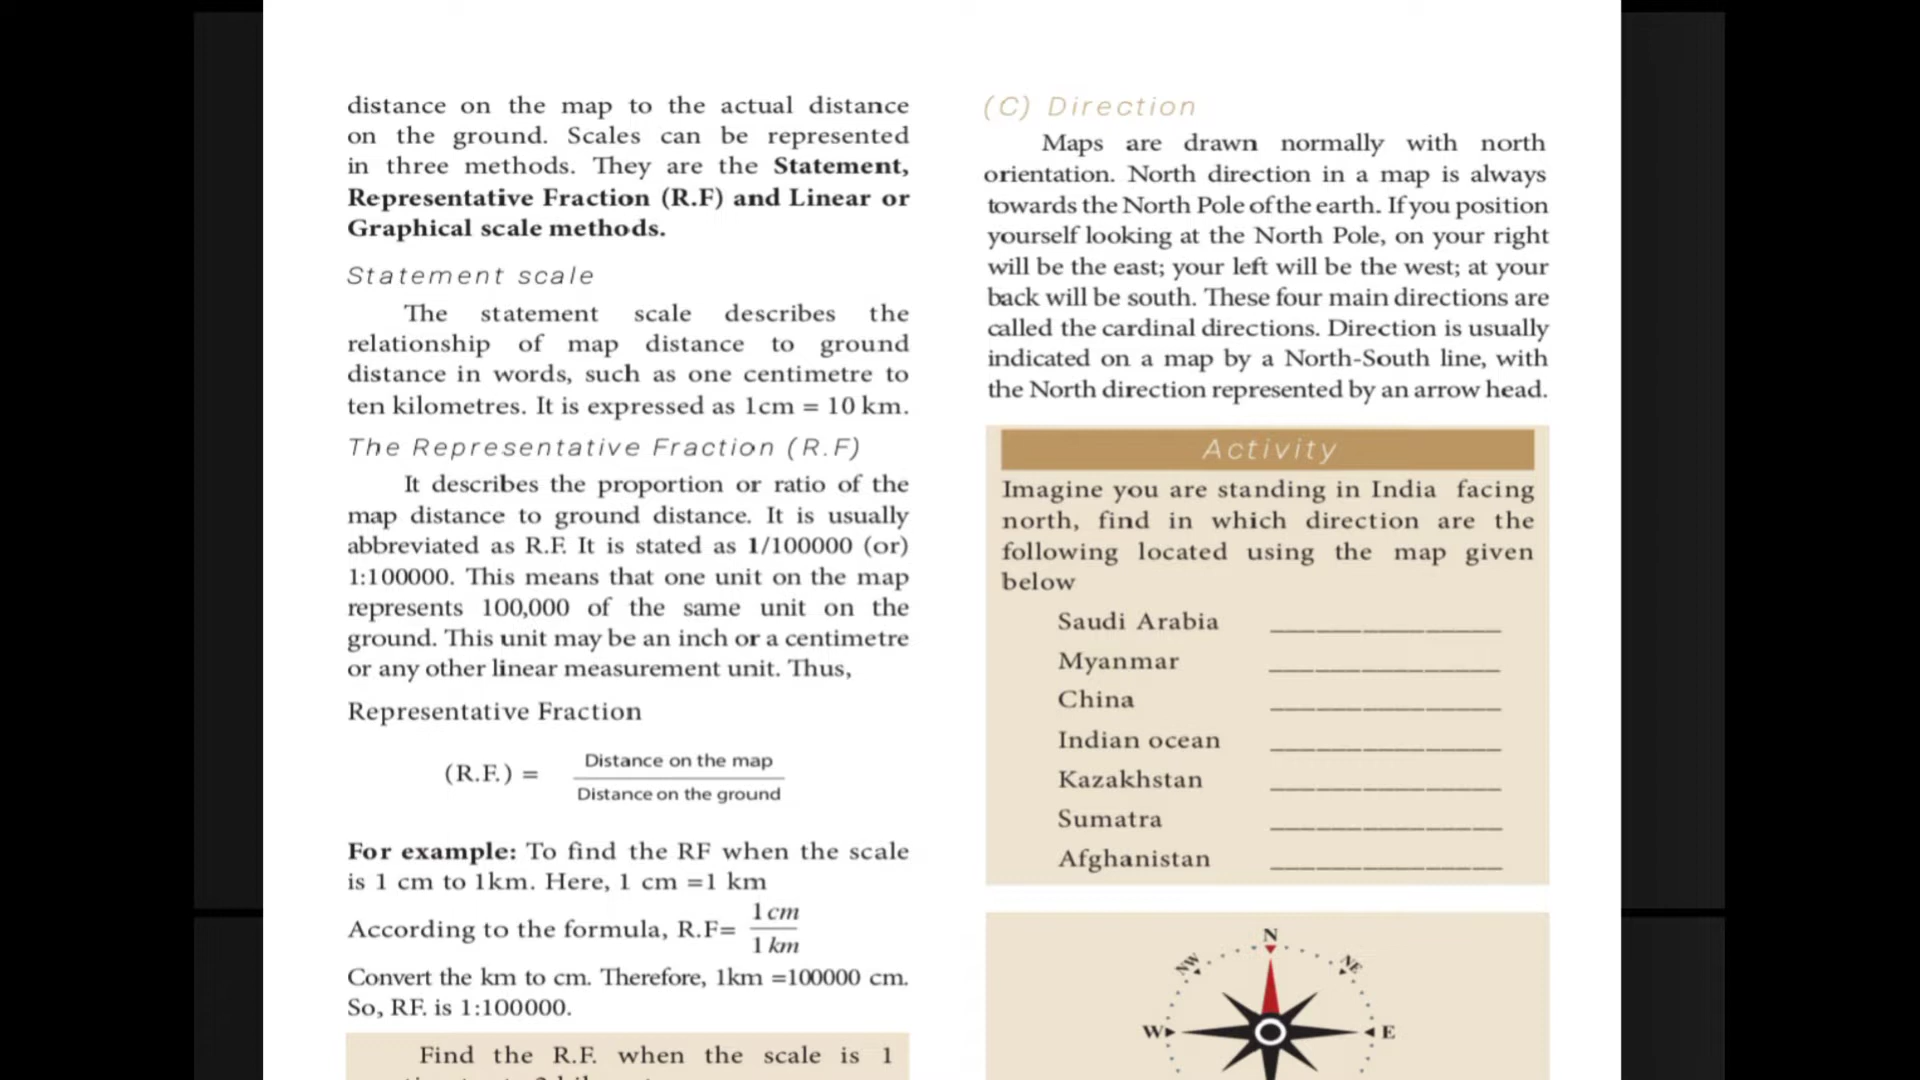 distance on the map to the actual distance
on the ground. Scales can be represented
in three methods. They are the Statement,
Representative Fraction (R.F) and Linear or
Graphical scale methods.
Statement scale
The statement scale describes the
relationship of map distance to ground
distance in words, such as one centimetre to
ten kilometres. It is expressed as 1cm = 10 km.
The Representative Fraction (R.F)
It describes the proportion or ratio of the
map distance to ground distance. It is usually
abbreviated as R.F. It is stated as 1/100000 (or)
1:100000. This means that one unit on the map
represents 100,000 of the same unit on the
ground. This unit may be an inch or a centimetre
or any other linear measurement unit. Thus,
Representative Fraction
(R.F.) = Distance on the map
Distance on the ground
For example: To find the RF when the scale
is 1 cm to 1km. Here, 1 cm =1 km
According to the formula, R.F= 1 cm
1 km
Convert the km to cm. Therefore, 1km =100000 cm.
So, RF. is 1:100000.
Find the R.F. when the scale is 1
(C) Direction
Maps are drawn normally with north
orientation. North direction in a map is always
towards the North Pole of the earth. If you position
yourself looking at the North Pole, on your right
will be the east; your left will be the west; at your
back will be south. These four main directions are
called the cardinal directions. Direction is usually
indicated on a map by a North-South line, with
the North direction represented by an arrow head.
Activity
Imagine you are standing in India facing
north, find in which direction are the
following located using the map given
below
Saudi Arabia
Myanmar
China
Indian ocean
Kazakhstan
Sumatra
Afghanistan
N
NW NE
W E